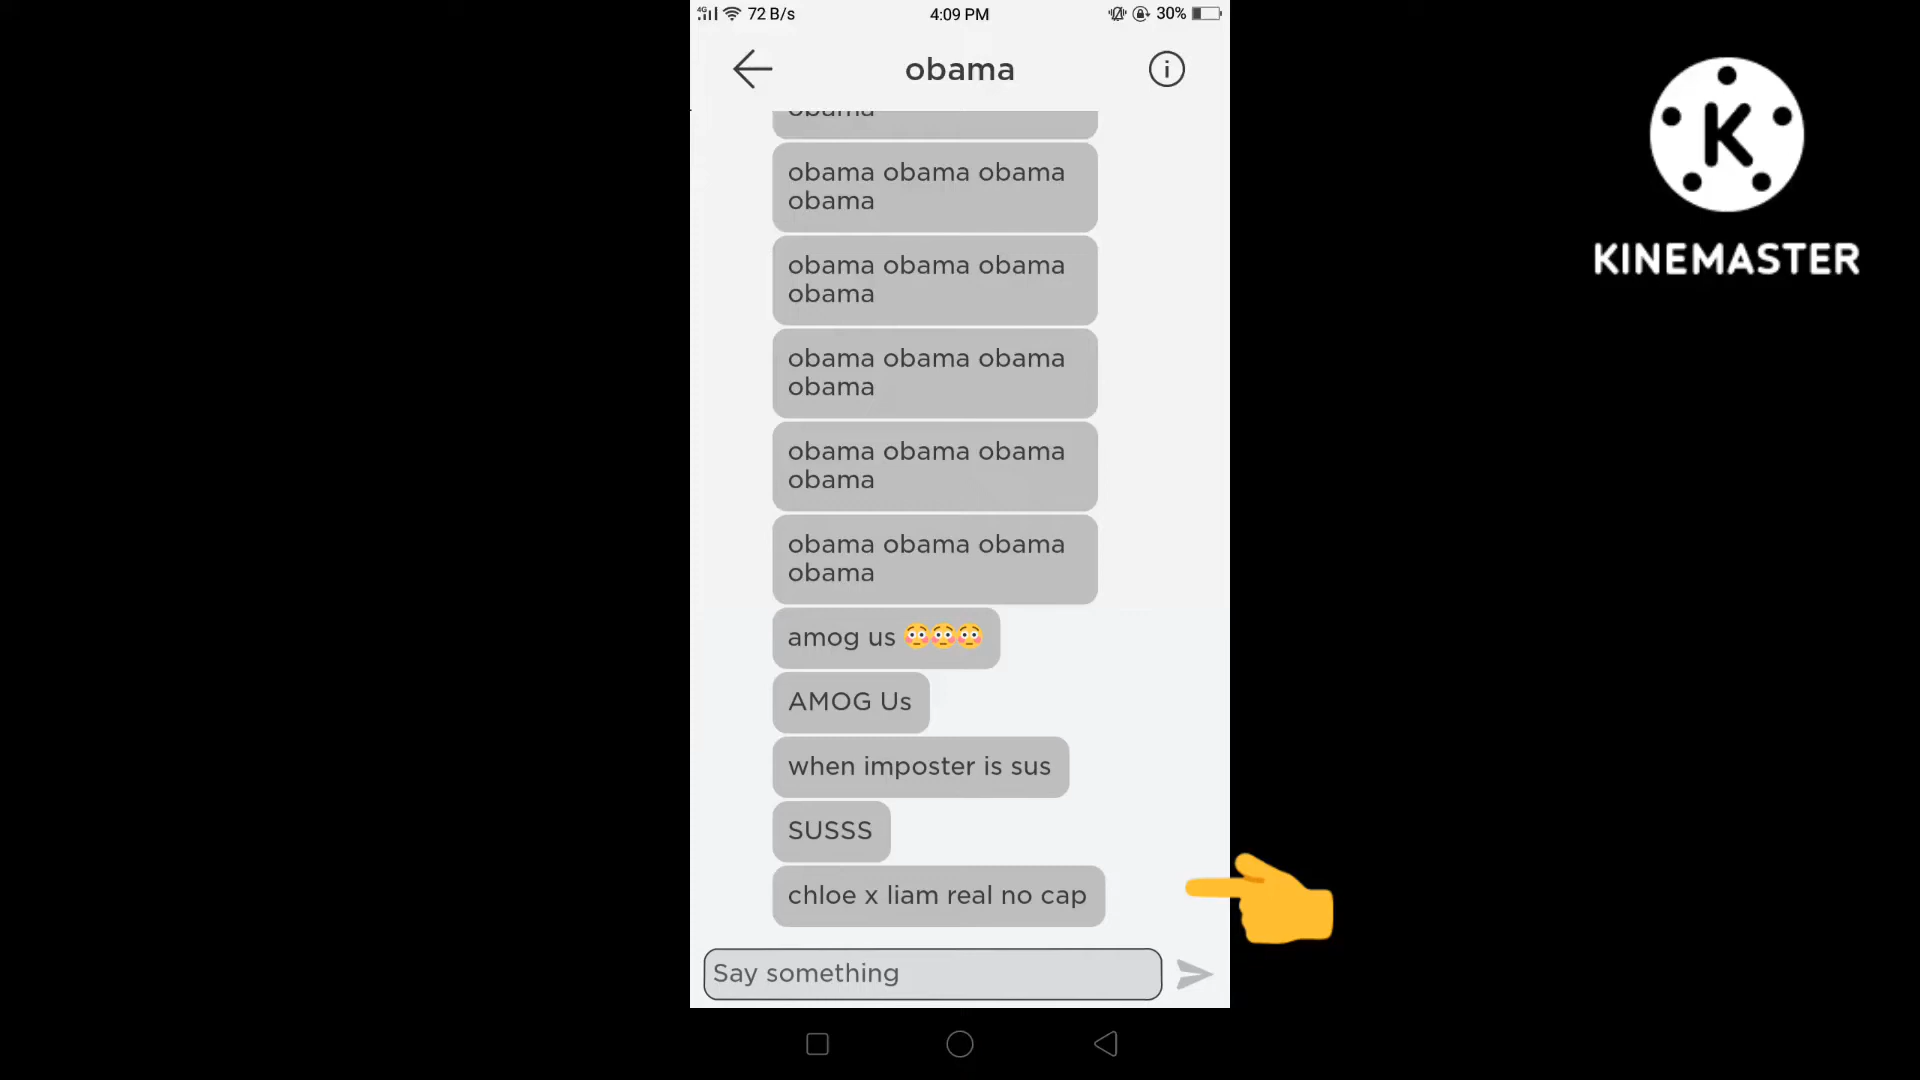 4G 72 B/s 4:09 PM 30%
obama
obama
obama obama obama
obama
obama obama obama
obama
obama obama obama
obama
obama obama obama
obama
obama obama obama
obama
amog us 😳😳😳
AMOG Us
when imposter is sus
SUSSS
chloe x liam real no cap
Say something
K
KINEMASTER